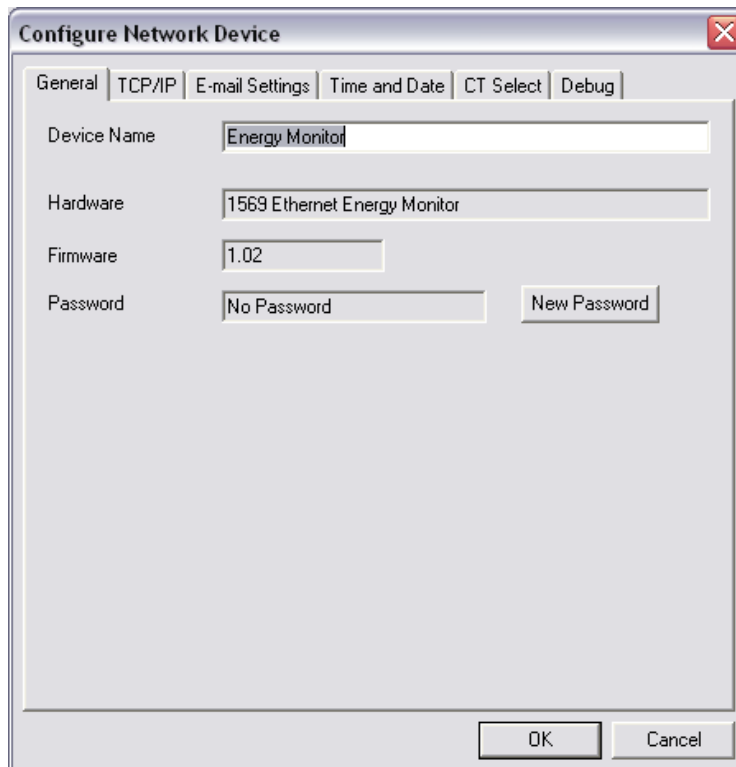 Configure Network Device
General TCP/IP E-mail Settings Time and Date CT Select Debug
Device Name Energy Monitor
Hardware 1569 Ethernet Energy Monitor
Firmware 1.02
Password No Password New Password
OK Cancel